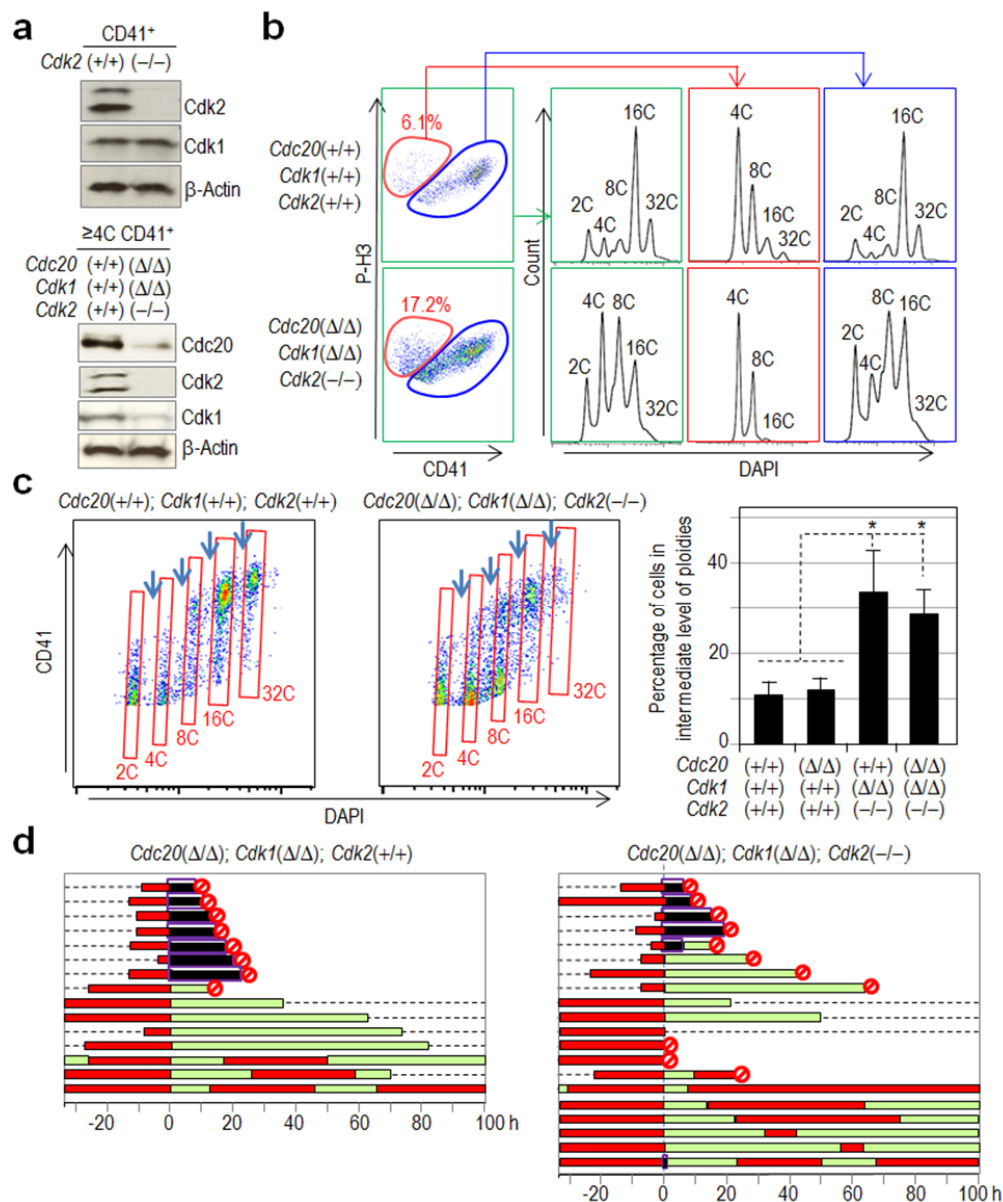 a
CD41⁺
Cdk2 (+/+) (–/–)
Cdk2
Cdk1
β-Actin
≥4C CD41⁺
Cdc20 (+/+) (Δ/Δ)
Cdk1 (+/+) (Δ/Δ)
Cdk2 (+/+) (–/–)
Cdc20
Cdk2
Cdk1
β-Actin
b
Cdc20(+/+)
Cdk1(+/+)
Cdk2(+/+)
6.1%
2C 4C 8C 16C 32C
4C 8C 16C 32C
2C 4C 8C 16C 32C
P-H3
Count
Cdc20(Δ/Δ)
Cdk1(Δ/Δ)
Cdk2(–/–)
17.2%
2C 4C 8C 16C 32C
4C 8C 16C
2C 4C 8C 16C 32C
CD41
DAPI
c
Cdc20(+/+); Cdk1(+/+); Cdk2(+/+)
Cdc20(Δ/Δ); Cdk1(Δ/Δ); Cdk2(–/–)
CD41
2C 4C 8C 16C 32C
2C 4C 8C 16C 32C
DAPI
Percentage of cells in
intermediate level of ploidies
40
20
0
* *
Cdc20 (+/+) (Δ/Δ) (+/+) (Δ/Δ)
Cdk1 (+/+) (+/+) (Δ/Δ) (Δ/Δ)
Cdk2 (+/+) (+/+) (–/–) (–/–)
d
Cdc20(Δ/Δ); Cdk1(Δ/Δ); Cdk2(+/+)
-20 0 20 40 60 80 100 h
Cdc20(Δ/Δ); Cdk1(Δ/Δ); Cdk2(–/–)
-20 0 20 40 60 80 100 h